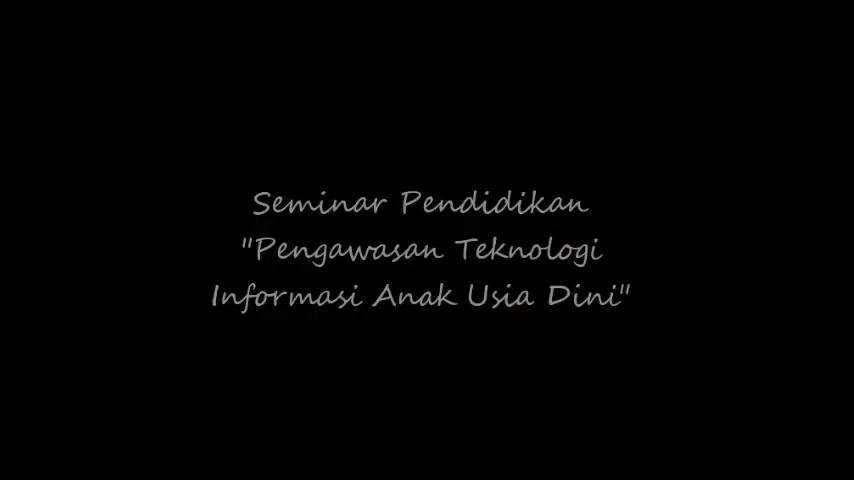 Seminar Pendidikan
"Pengawasan Teknologi
Informasi Anak Usia Dini"